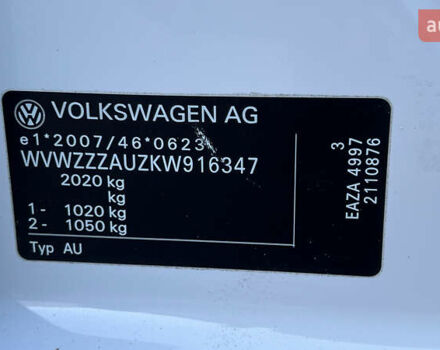 VOLKSWAGEN AG
e1*2007/46*0623
WVWZZZAUZKW916347
2020 kg
kg
1- 1020 kg
2- 1050 kg
Typ AU
3
EAZA 4997
2110876